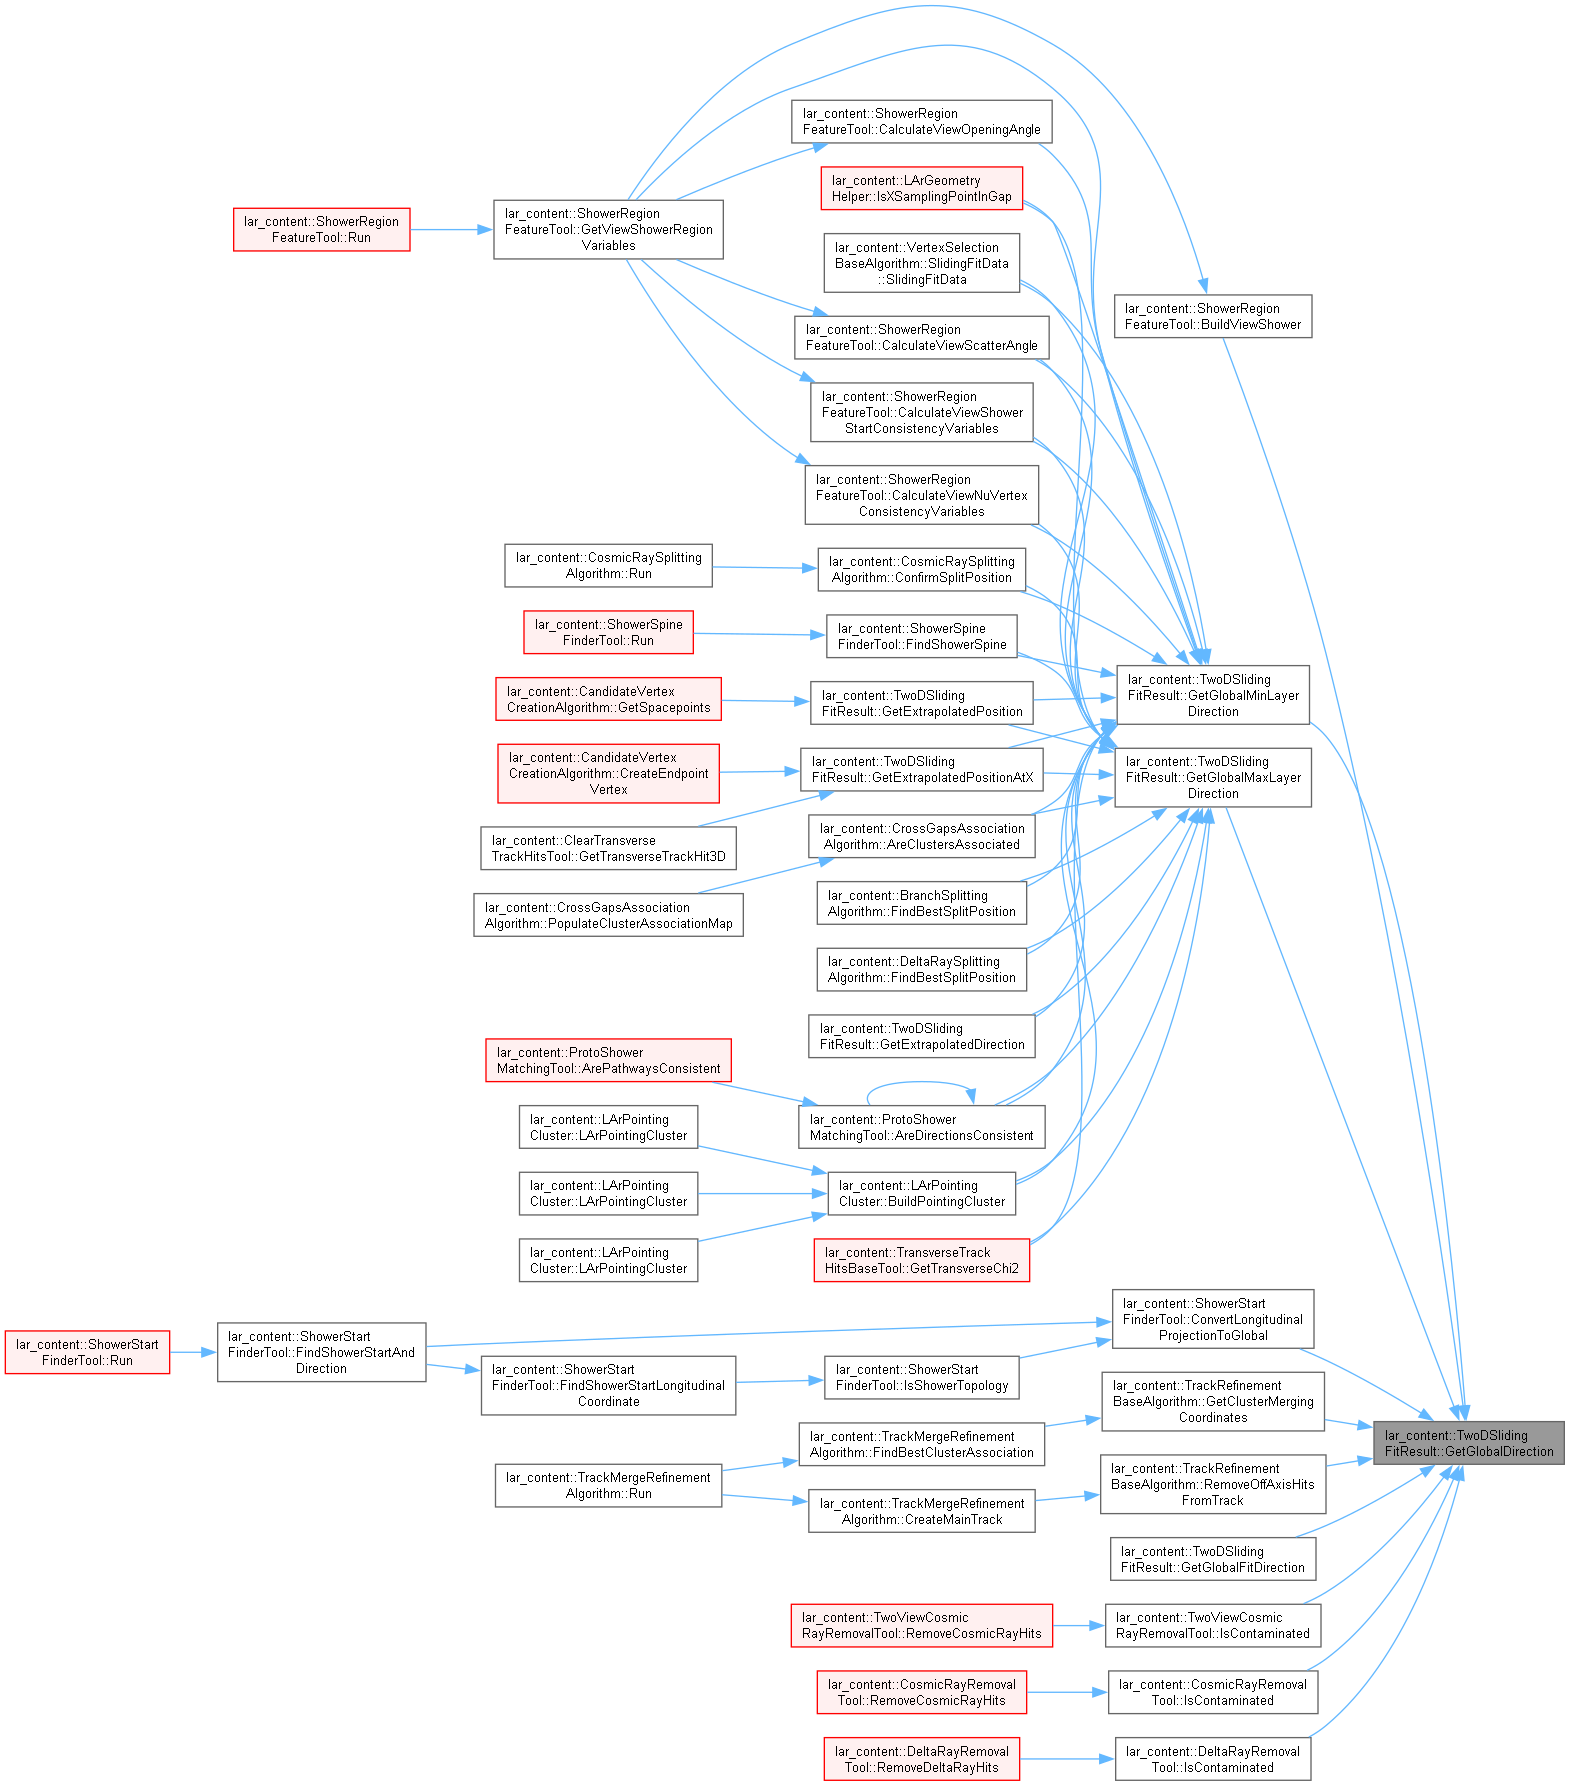 lar_content::ShowerRegion
FeatureTool::CalculateViewOpeningAngle
lar_content::LArGeometry
Helper::IsXSamplingPointInGap
lar_content::ShowerRegion
FeatureTool::Run
lar_content::ShowerRegion
FeatureTool::GetViewShowerRegion
Variables
lar_content::VertexSelection
BaseAlgorithm::SlidingFitData
::SlidingFitData
lar_content::ShowerRegion
FeatureTool::BuildViewShower
lar_content::ShowerRegion
FeatureTool::CalculateViewScatterAngle
lar_content::ShowerRegion
FeatureTool::CalculateViewShower
StartConsistencyVariables
lar_content::ShowerRegion
FeatureTool::CalculateViewNuVertex
ConsistencyVariables
lar_content::CosmicRaySplitting
Algorithm::Run
lar_content::CosmicRaySplitting
Algorithm::ConfirmSplitPosition
lar_content::ShowerSpine
FinderTool::Run
lar_content::ShowerSpine
FinderTool::FindShowerSpine
lar_content::CandidateVertex
CreationAlgorithm::GetSpacepoints
lar_content::TwoDSliding
FitResult::GetExtrapolatedPosition
lar_content::TwoDSliding
FitResult::GetGlobalMinLayer
Direction
lar_content::CandidateVertex
CreationAlgorithm::CreateEndpoint
Vertex
lar_content::TwoDSliding
FitResult::GetExtrapolatedPositionAtX
lar_content::TwoDSliding
FitResult::GetGlobalMaxLayer
Direction
lar_content::ClearTransverse
TrackHitsTool::GetTransverseTrackHit3D
lar_content::CrossGapsAssociation
Algorithm::AreClustersAssociated
lar_content::CrossGapsAssociation
Algorithm::PopulateClusterAssociationMap
lar_content::BranchSplitting
Algorithm::FindBestSplitPosition
lar_content::DeltaRaySplitting
Algorithm::FindBestSplitPosition
lar_content::TwoDSliding
FitResult::GetExtrapolatedDirection
lar_content::ProtoShower
MatchingTool::ArePathwaysConsistent
lar_content::ProtoShower
MatchingTool::AreDirectionsConsistent
lar_content::LArPointing
Cluster::LArPointingCluster
lar_content::LArPointing
Cluster::LArPointingCluster
lar_content::LArPointing
Cluster::BuildPointingCluster
lar_content::LArPointing
Cluster::LArPointingCluster
lar_content::TransverseTrack
HitsBaseTool::GetTransverseChi2
lar_content::ShowerStart
FinderTool::Run
lar_content::ShowerStart
FinderTool::FindShowerStartAnd
Direction
lar_content::ShowerStart
FinderTool::ConvertLongitudinal
ProjectionToGlobal
lar_content::ShowerStart
FinderTool::FindShowerStartLongitudinal
Coordinate
lar_content::ShowerStart
FinderTool::IsShowerTopology
lar_content::TrackRefinement
BaseAlgorithm::GetClusterMerging
Coordinates
lar_content::TwoDSliding
FitResult::GetGlobalDirection
lar_content::TrackMergeRefinement
Algorithm::FindBestClusterAssociation
lar_content::TrackMergeRefinement
Algorithm::Run
lar_content::TrackRefinement
BaseAlgorithm::RemoveOffAxisHits
FromTrack
lar_content::TrackMergeRefinement
Algorithm::CreateMainTrack
lar_content::TwoDSliding
FitResult::GetGlobalFitDirection
lar_content::TwoViewCosmic
RayRemovalTool::RemoveCosmicRayHits
lar_content::TwoViewCosmic
RayRemovalTool::IsContaminated
lar_content::CosmicRayRemoval
Tool::RemoveCosmicRayHits
lar_content::CosmicRayRemoval
Tool::IsContaminated
lar_content::DeltaRayRemoval
Tool::RemoveDeltaRayHits
lar_content::DeltaRayRemoval
Tool::IsContaminated